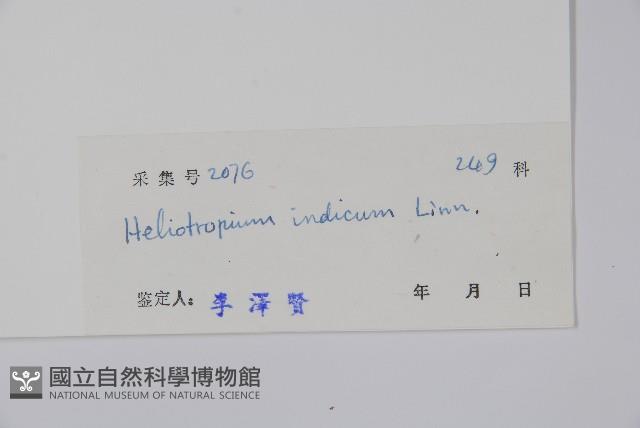 采集号 2076 249 科
Heliotropium indicum Linn.
鉴定人: 李澤賢 年 月 日
國立自然科學博物館
NATIONAL MUSEUM OF NATURAL SCIENCE